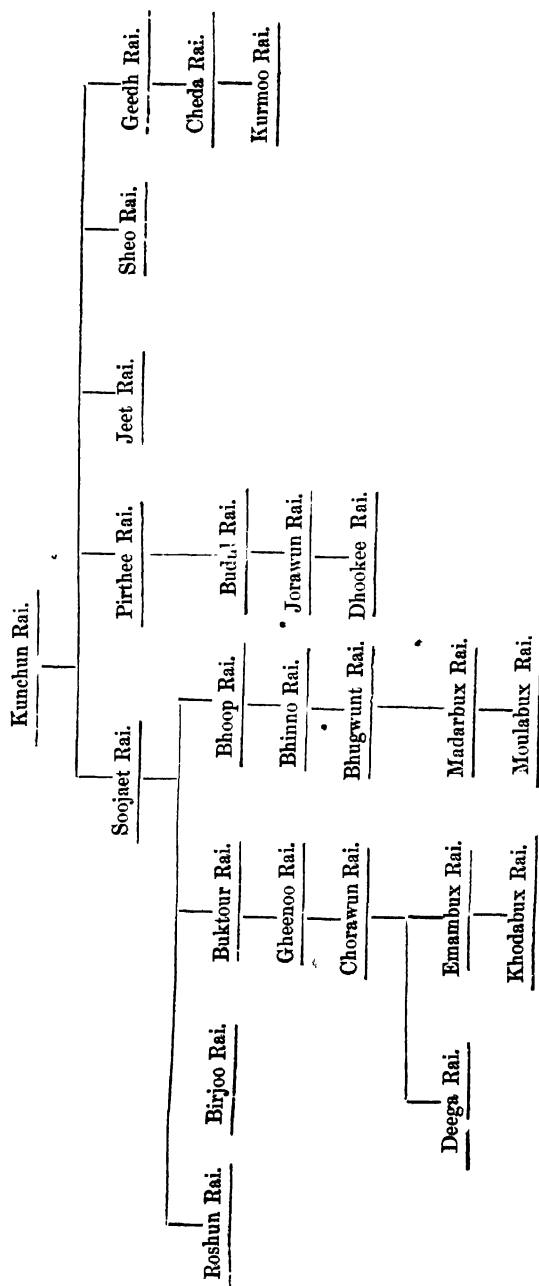 Kunchun Rai.
Soojaet Rai.
Pirthee Rai.
Jeet Rai.
Sheo Rai.
Geedh Rai.
Roshun Rai.
Birjoo Rai.
Buktour Rai.
Bhoop Rai.
Budul Rai.
Cheda Rai.
Gheenoo Rai.
Bhinno Rai.
Jorawun Rai.
Kurmoo Rai.
Chorawun Rai.
Bhugwunt Rai.
Dhookee Rai.
Deega Rai.
Emambux Rai.
Madarbux Rai.
Khodabux Rai.
Moulabux Rai.